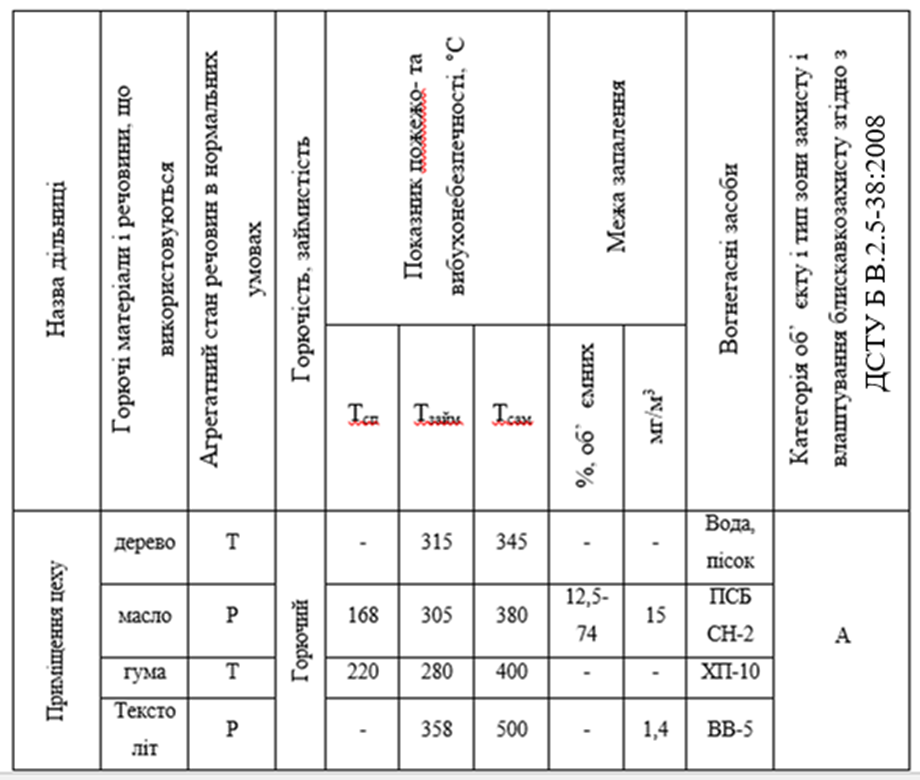 Назва дільниці
Горючі матеріали і речовини, що
використовуються
Агрегатний стан речовин в нормальних
умовах
Горючість, займистість
Показник пожежо- та
вибухонебезпечності, °С
Межа запалення
Вогнегасні засоби
Категорія об` єкту і тип зони захисту і
влаштування блискавкозахисту згідно з
ДСТУ Б В.2.5-38:2008
Тсп
Тзайм
Тсам
%, об` ємних
мг/м³
Приміщення цеху
дерево
Т
Горючий
-
315
345
-
-
Вода,
пісок
А
масло
Р
168
305
380
12,5-
74
15
ПСБ
СН-2
гума
Т
220
280
400
-
-
ХП-10
Тексто
літ
Р
-
358
500
-
1,4
ВВ-5